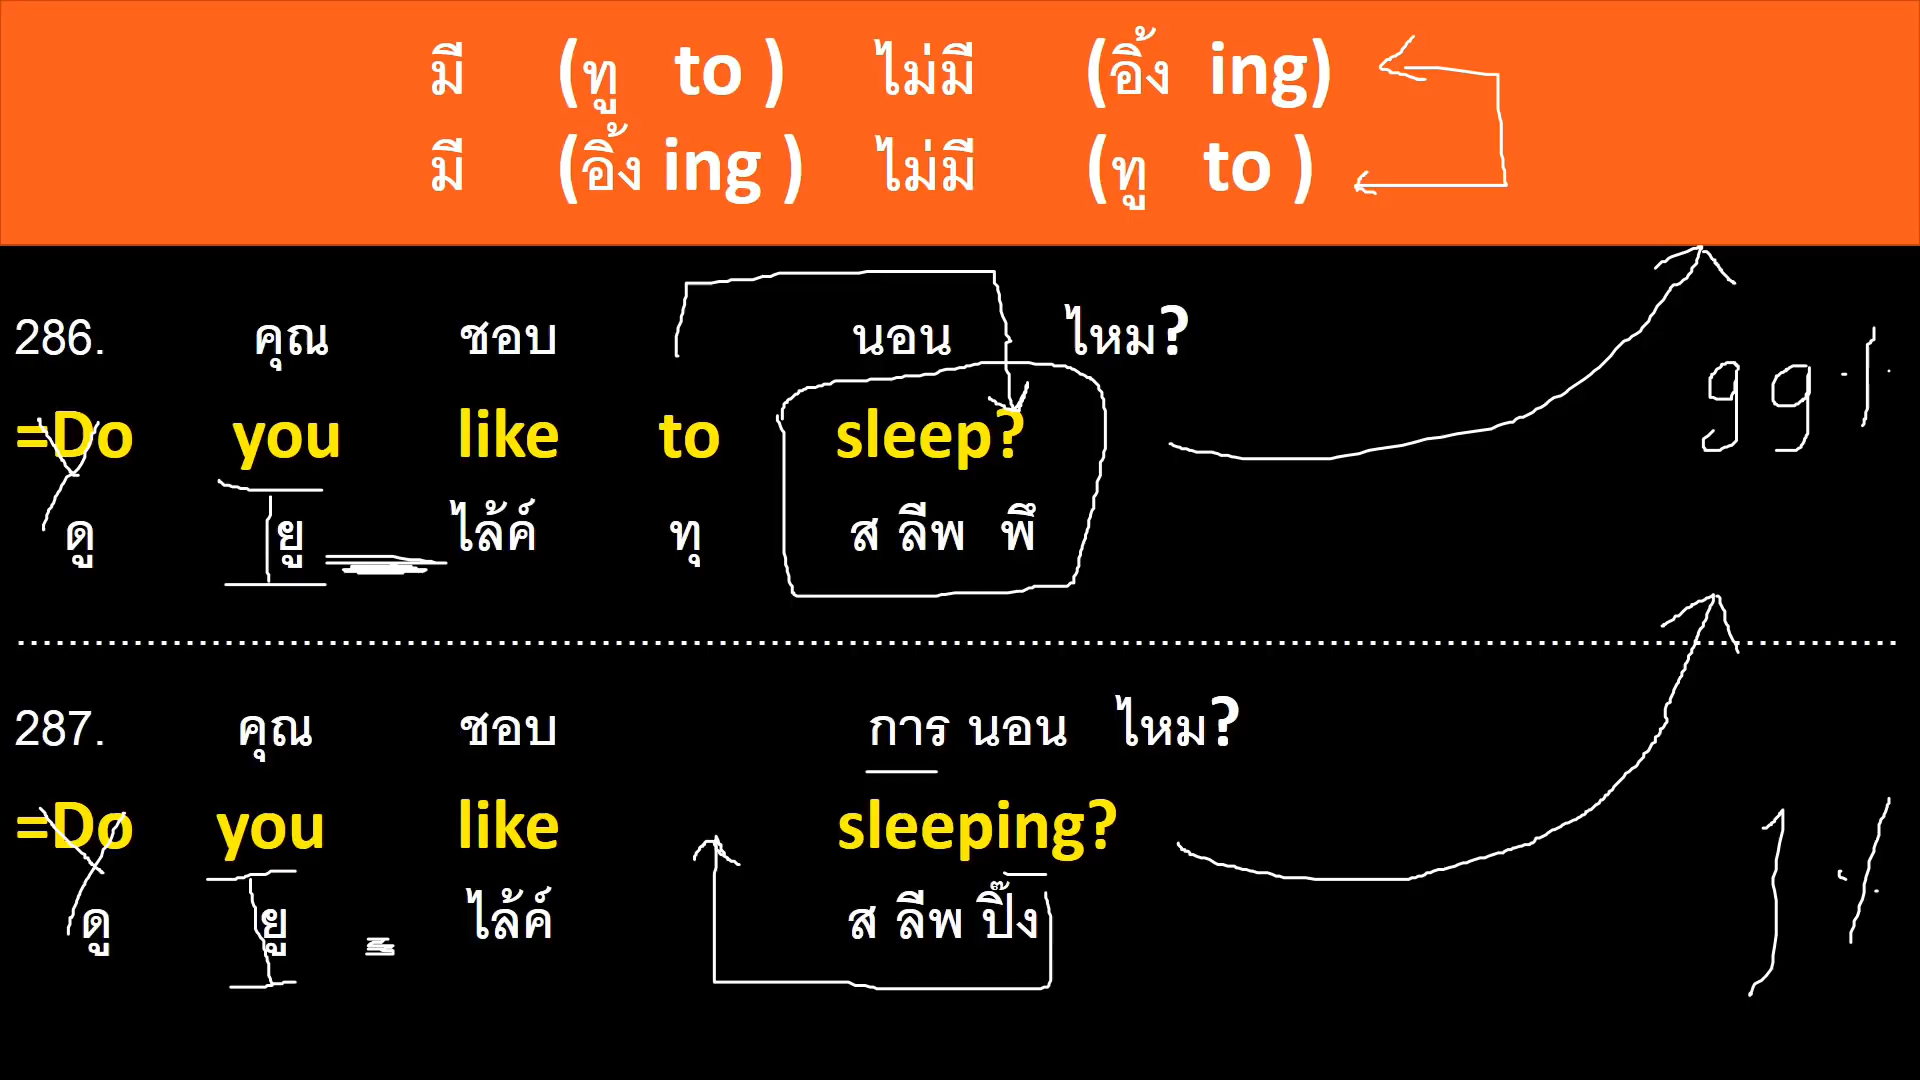 มี (ทู to ) ไม่มี (อิ้ง ing)
มี (อิ้ง ing ) ไม่มี (ทู to )
286. คุณ ชอบ นอน ไหม?
=Do you like to sleep?
ดู ยู ไล้ค์ ทุ ส ลีพ พึ
99 %
287. คุณ ชอบ การ นอน ไหม?
=Do you like sleeping?
ดู ยู ไล้ค์ ส ลีพ ปิ๊ง
1 %